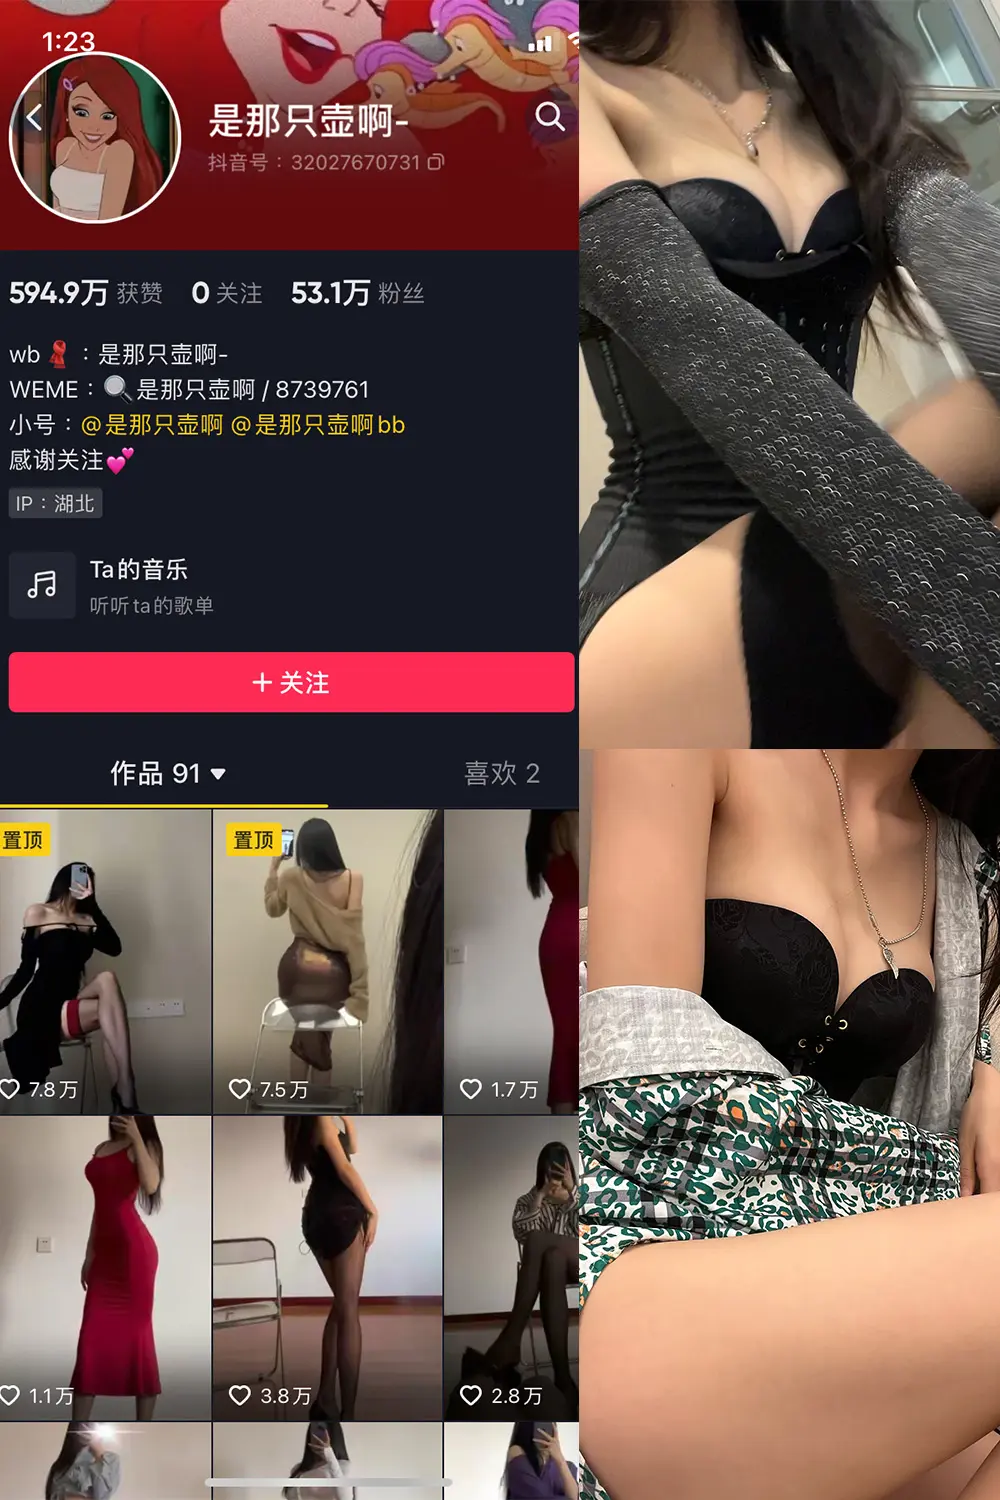 1:23
是那只壶啊-
抖音号：32027670731
594.9万 获赞 0 关注 53.1万 粉丝
wb 🧣：是那只壶啊-
WEME：🔍是那只壶啊 / 8739761
小号：@是那只壶啊 @是那只壶啊bb
感谢关注💕
IP：湖北
Ta的音乐
听听ta的歌单
+ 关注
作品 91
喜欢 2
置顶
置顶
7.8万
7.5万
1.7万
1.1万
3.8万
2.8万